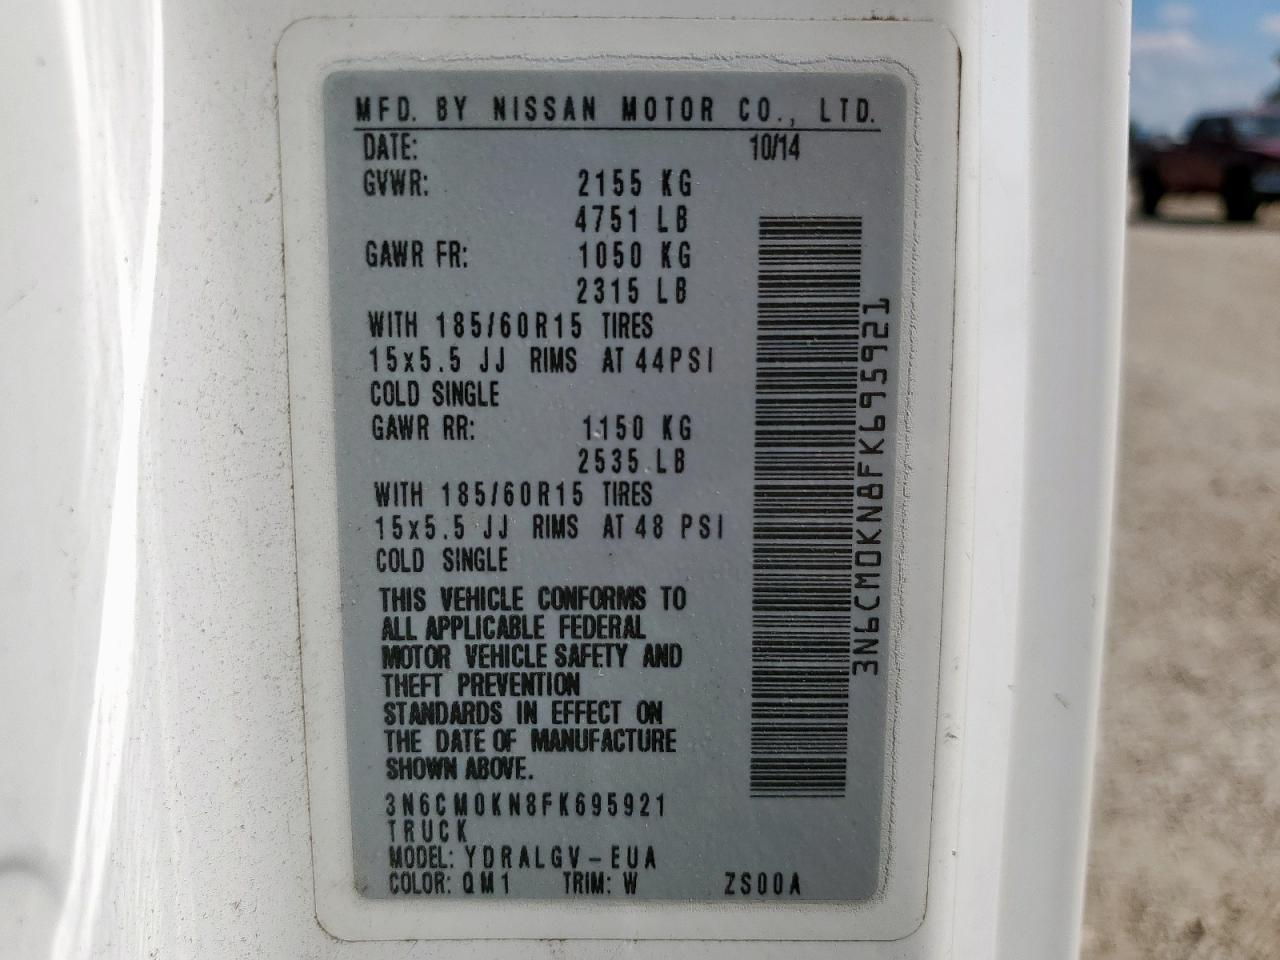 MFD. BY NISSAN MOTOR CO., LTD.
DATE: 10/14
GVWR: 2155 KG
4751 LB
GAWR FR: 1050 KG
2315 LB
WITH 185/60R15 TIRES
15x5.5 JJ RIMS AT 44PSI
COLD SINGLE
GAWR RR: 1150 KG
2535 LB
WITH 185/60R15 TIRES
15x5.5 JJ RIMS AT 48 PSI
COLD SINGLE
THIS VEHICLE CONFORMS TO
ALL APPLICABLE FEDERAL
MOTOR VEHICLE SAFETY AND
THEFT PREVENTION
STANDARDS IN EFFECT ON
THE DATE OF MANUFACTURE
SHOWN ABOVE.
3N6CM0KN8FK695921
TRUCK
MODEL: YDRALGV-EUA
COLOR: QM1 TRIM: W ZS00A
3N6CM0KN8FK695921